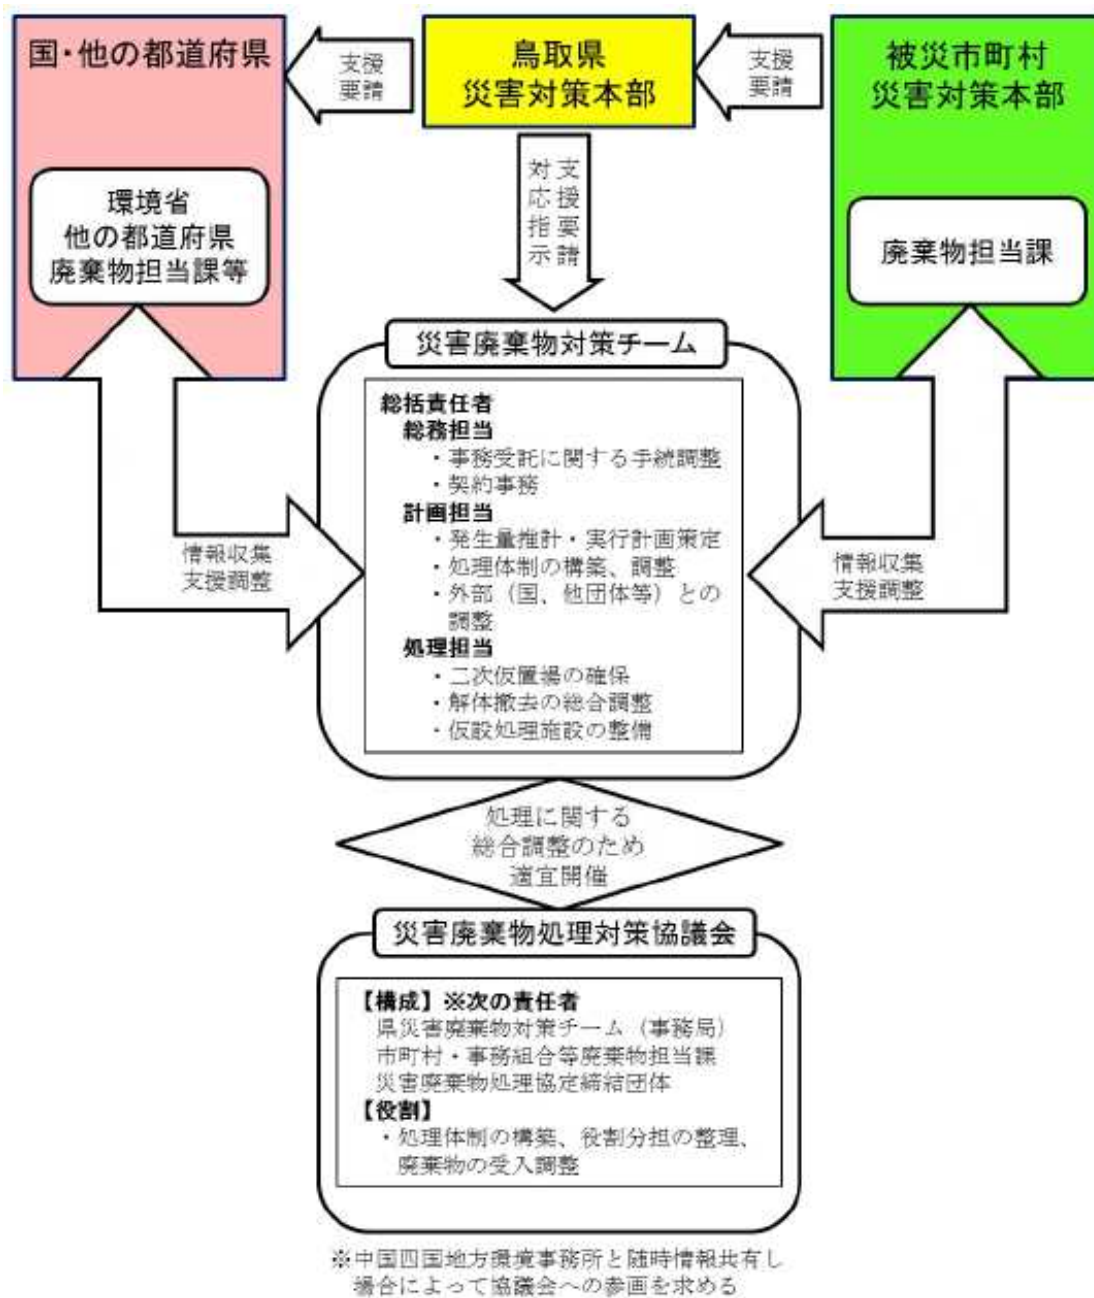 国・他の都道府県
支援
要請
鳥取県
災害対策本部
支援
要請
被災市町村
災害対策本部
環境省
他の都道府県
廃棄物担当課等
支援要請
対応指示
廃棄物担当課
災害廃棄物対策チーム
総括責任者
総務担当
・事務受託に関する手続調整
・契約事務
計画担当
・発生量推計・実行計画策定
・処理体制の構築、調整
・外部（国、他団体等）との
調整
処理担当
・二次仮置場の確保
・解体撤去の総合調整
・仮設処理施設の整備
情報収集
支援調整
情報収集
支援調整
処理に関する
総合調整のため
適宜開催
災害廃棄物処理対策協議会
【構成】※次の責任者
県災害廃棄物対策チーム（事務局）
市町村・事務組合等廃棄物担当課
災害廃棄物処理協定締結団体
【役割】
・処理体制の構築、役割分担の整理、
廃棄物の受入調整
※中国四国地方環境事務所と随時情報共有し
場合によって協議会への参画を求める